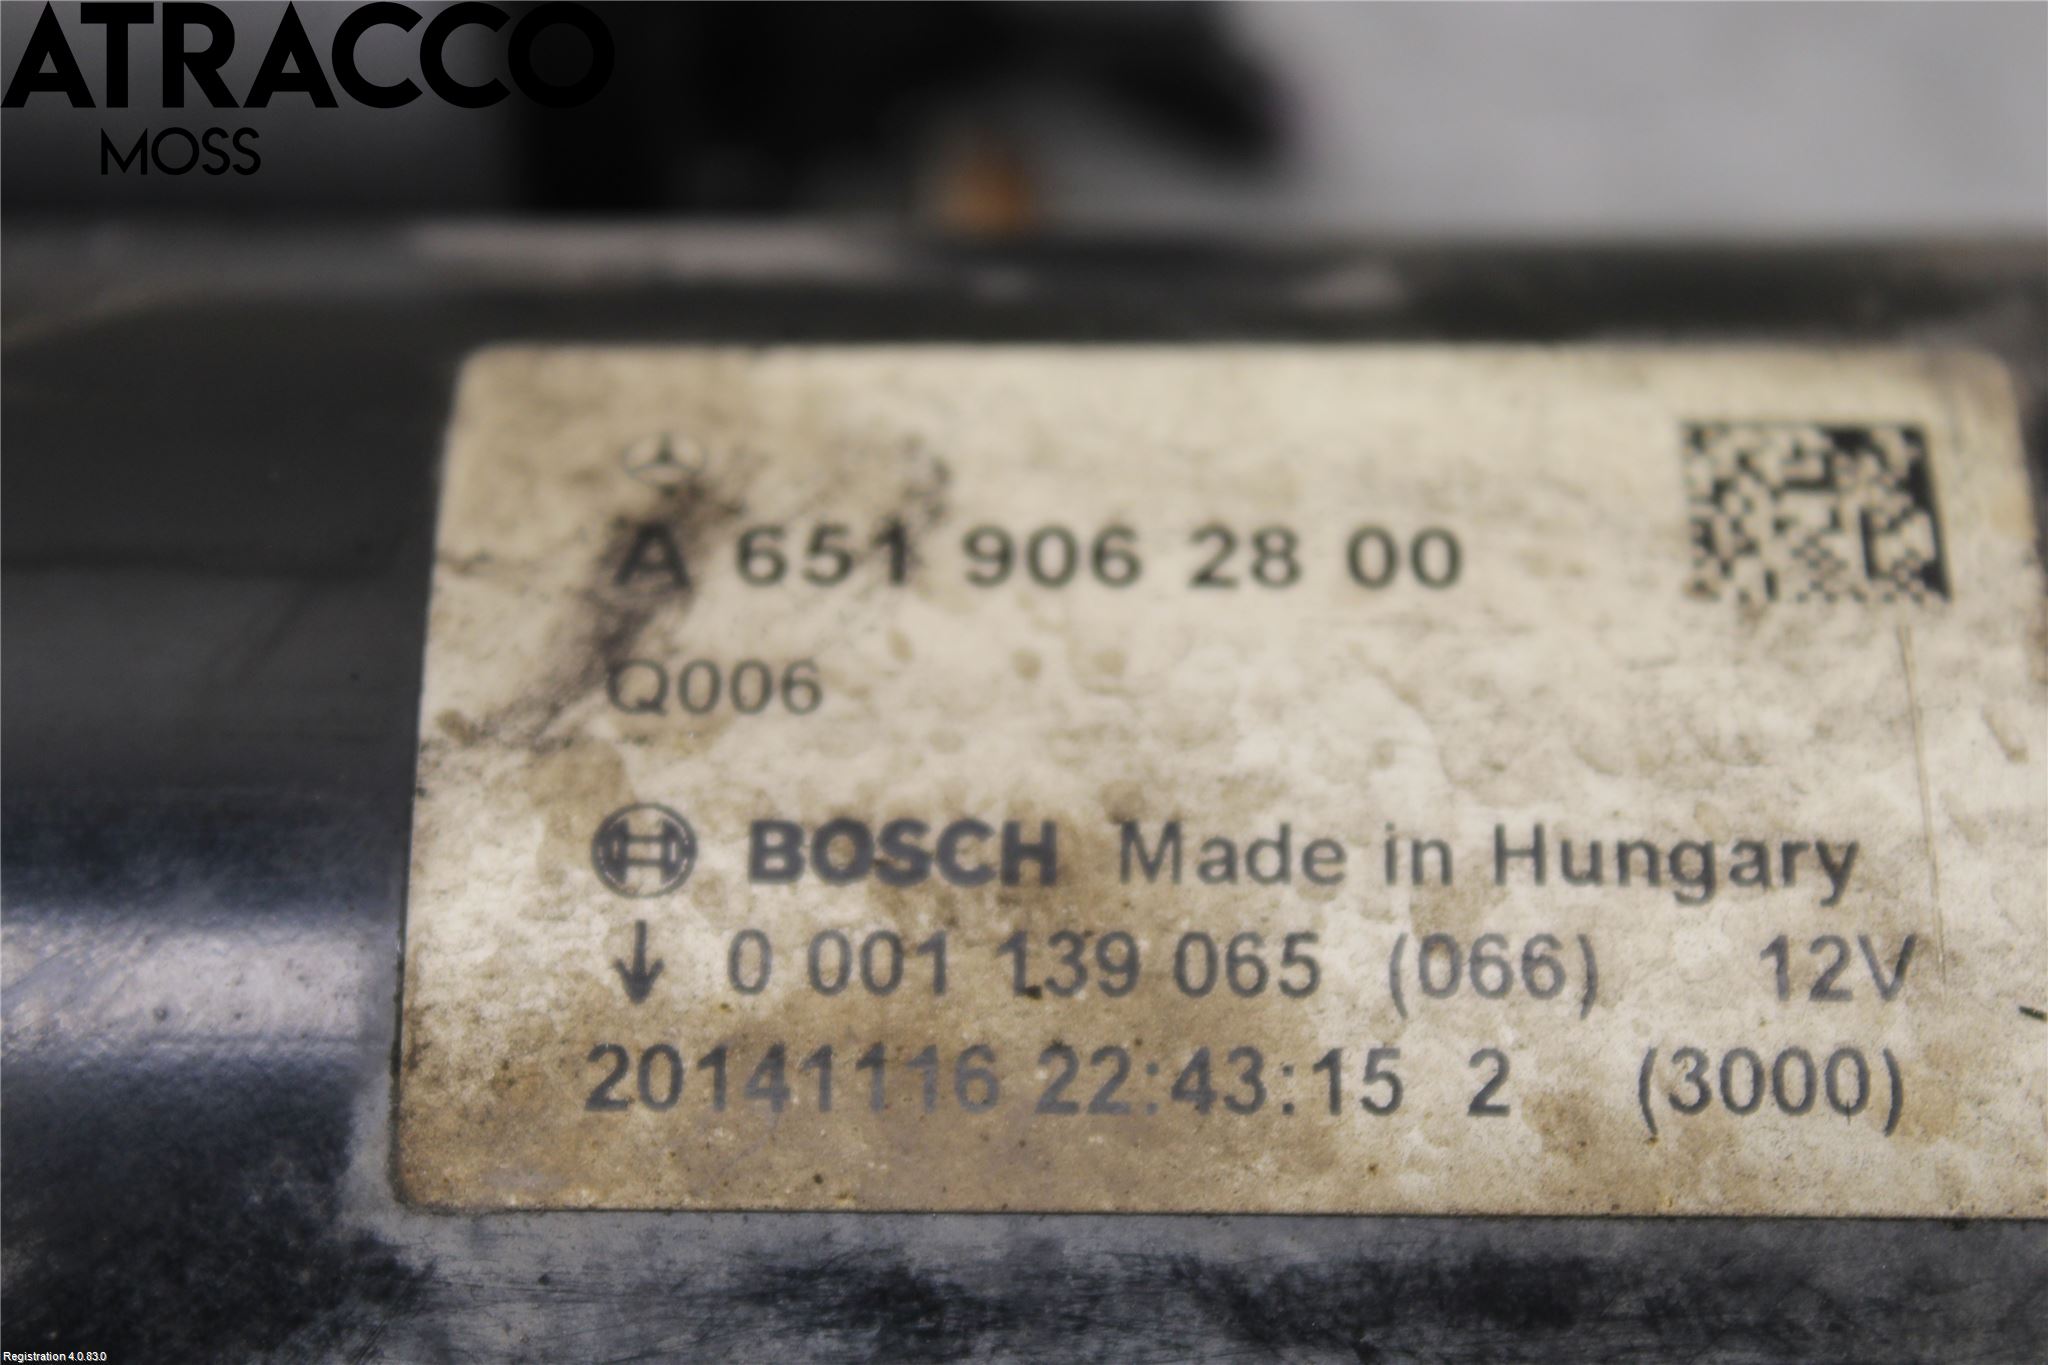 ATRACCO
MOSS
A 651 906 28 00
Q006
BOSCH Made in Hungary
↓ 0 001 139 065 (066) 12V
20141116 22:43:15 2 (3000)
Registration 4.0.83.0